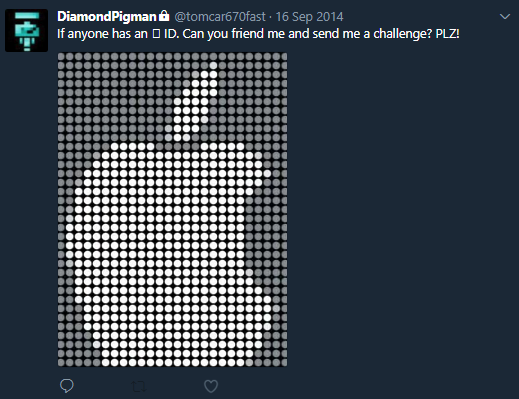 DiamondPigman @tomcar670fast · 16 Sep 2014
If anyone has an  ID. Can you friend me and send me a challenge? PLZ!